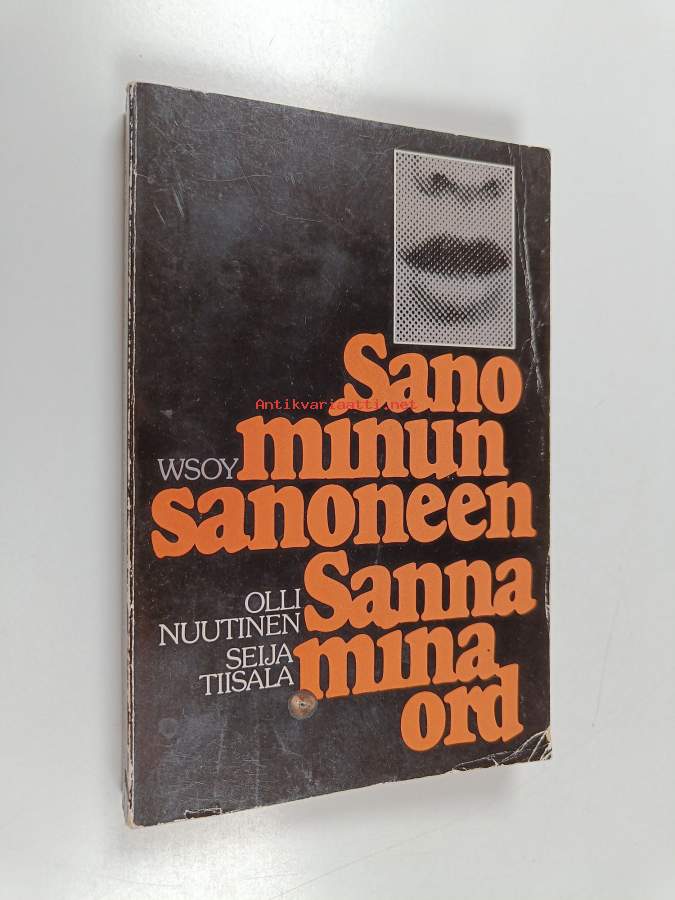 Sano
Antikvariaatti.net
WSOY minun
sanoneen
OLLI
NUUTINEN
SEIJA
TIISALA
Sanna
mina
ord